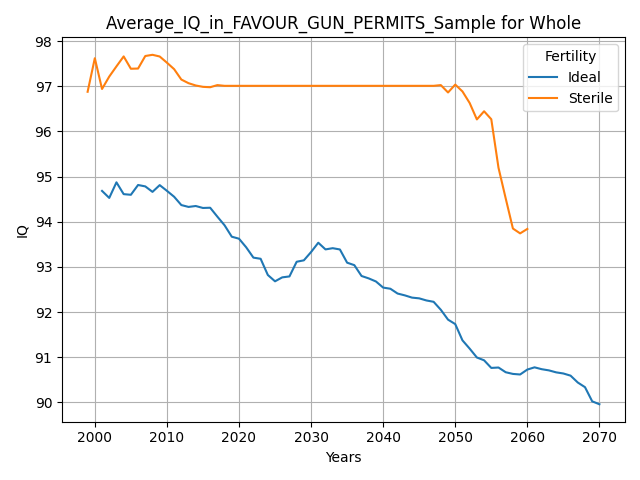 Average_IQ_in_FAVOUR_GUN_PERMITS_Sample for Whole
Fertility
Ideal
Sterile
98
97
96
95
94
93
92
91
90
IQ
2000 2010 2020 2030 2040 2050 2060 2070
Years